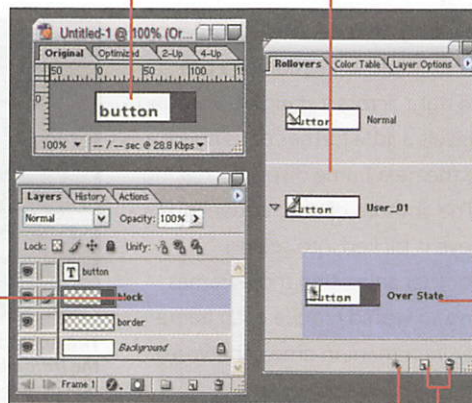 Untitled-1 @ 100% (Or...
Original Optimized 2-Up 4-Up
50 0 50 100
0
button
100% -- / -- sec @ 28.8 Kbps
Layers History Actions
Normal Opacity: 100%
Lock: Unify:
T button
block
border
Background
Frame 1
Rollovers Color Table Layer Options
button Normal
button User_01
button Over State